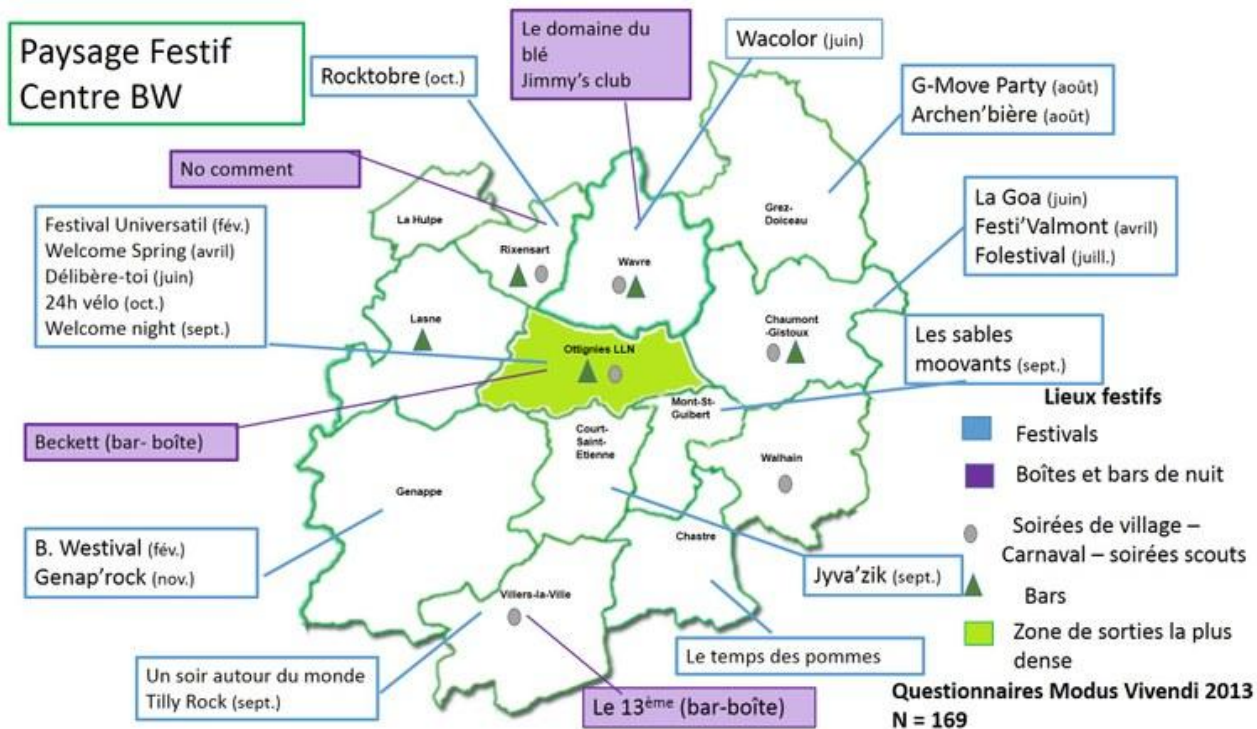 Paysage Festif
Centre BW
Rocktobre (oct.)
Le domaine du
blé
Jimmy's club
Wacolor (juin)
G-Move Party (août)
Archen'bière (août)
No comment
La Goa (juin)
Festi'Valmont (avril)
Folestival (juill.)
Festival Universatil (fév.)
Welcome Spring (avril)
Délibère-toi (juin)
24h vélo (oct.)
Welcome night (sept.)
La Hulpe
Rixensart
Wavre
Grez-
Doiceau
Lasne
Ottignies LLN
Chaumont
-Gistoux
Les sables
moovants (sept.)
Beckett (bar- boîte)
Mont-St-
Guibert
Court-
Saint-
Etienne
Walhain
Genappe
Chastre
Villers-la-Ville
B. Westival (fév.)
Genap'rock (nov.)
Jyva'zik (sept.)
Le temps des pommes
Un soir autour du monde
Tilly Rock (sept.)
Le 13ème (bar-boîte)
Lieux festifs
Festivals
Boîtes et bars de nuit
Soirées de village –
Carnaval – soirées scouts
Bars
Zone de sorties la plus
dense
Questionnaires Modus Vivendi 2013
N = 169